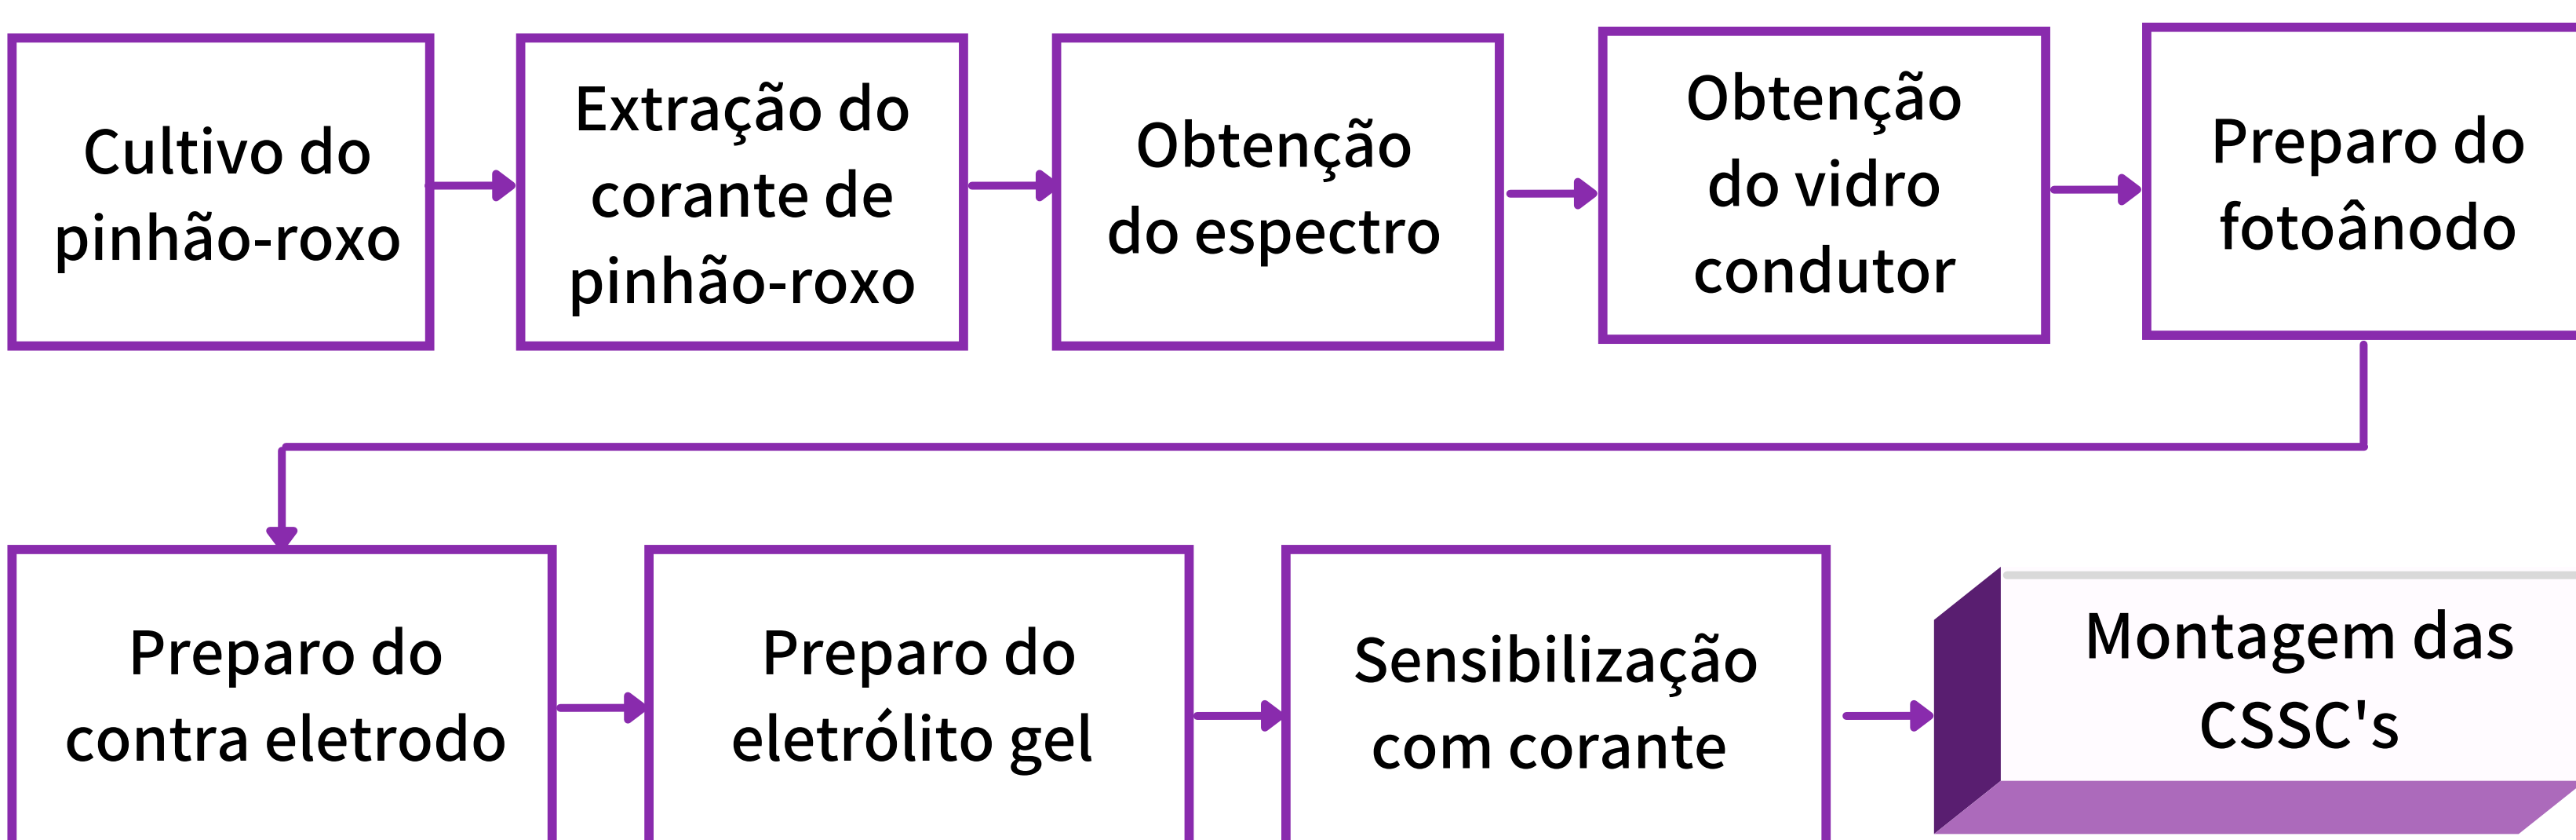 Cultivo do
pinhão-roxo
Extração do
corante de
pinhão-roxo
Obtenção
do espectro
Obtenção
do vidro
condutor
Preparo do
fotoânodo
Preparo do
contra eletrodo
Preparo do
eletrólito gel
Sensibilização
com corante
Montagem das
CSSC's